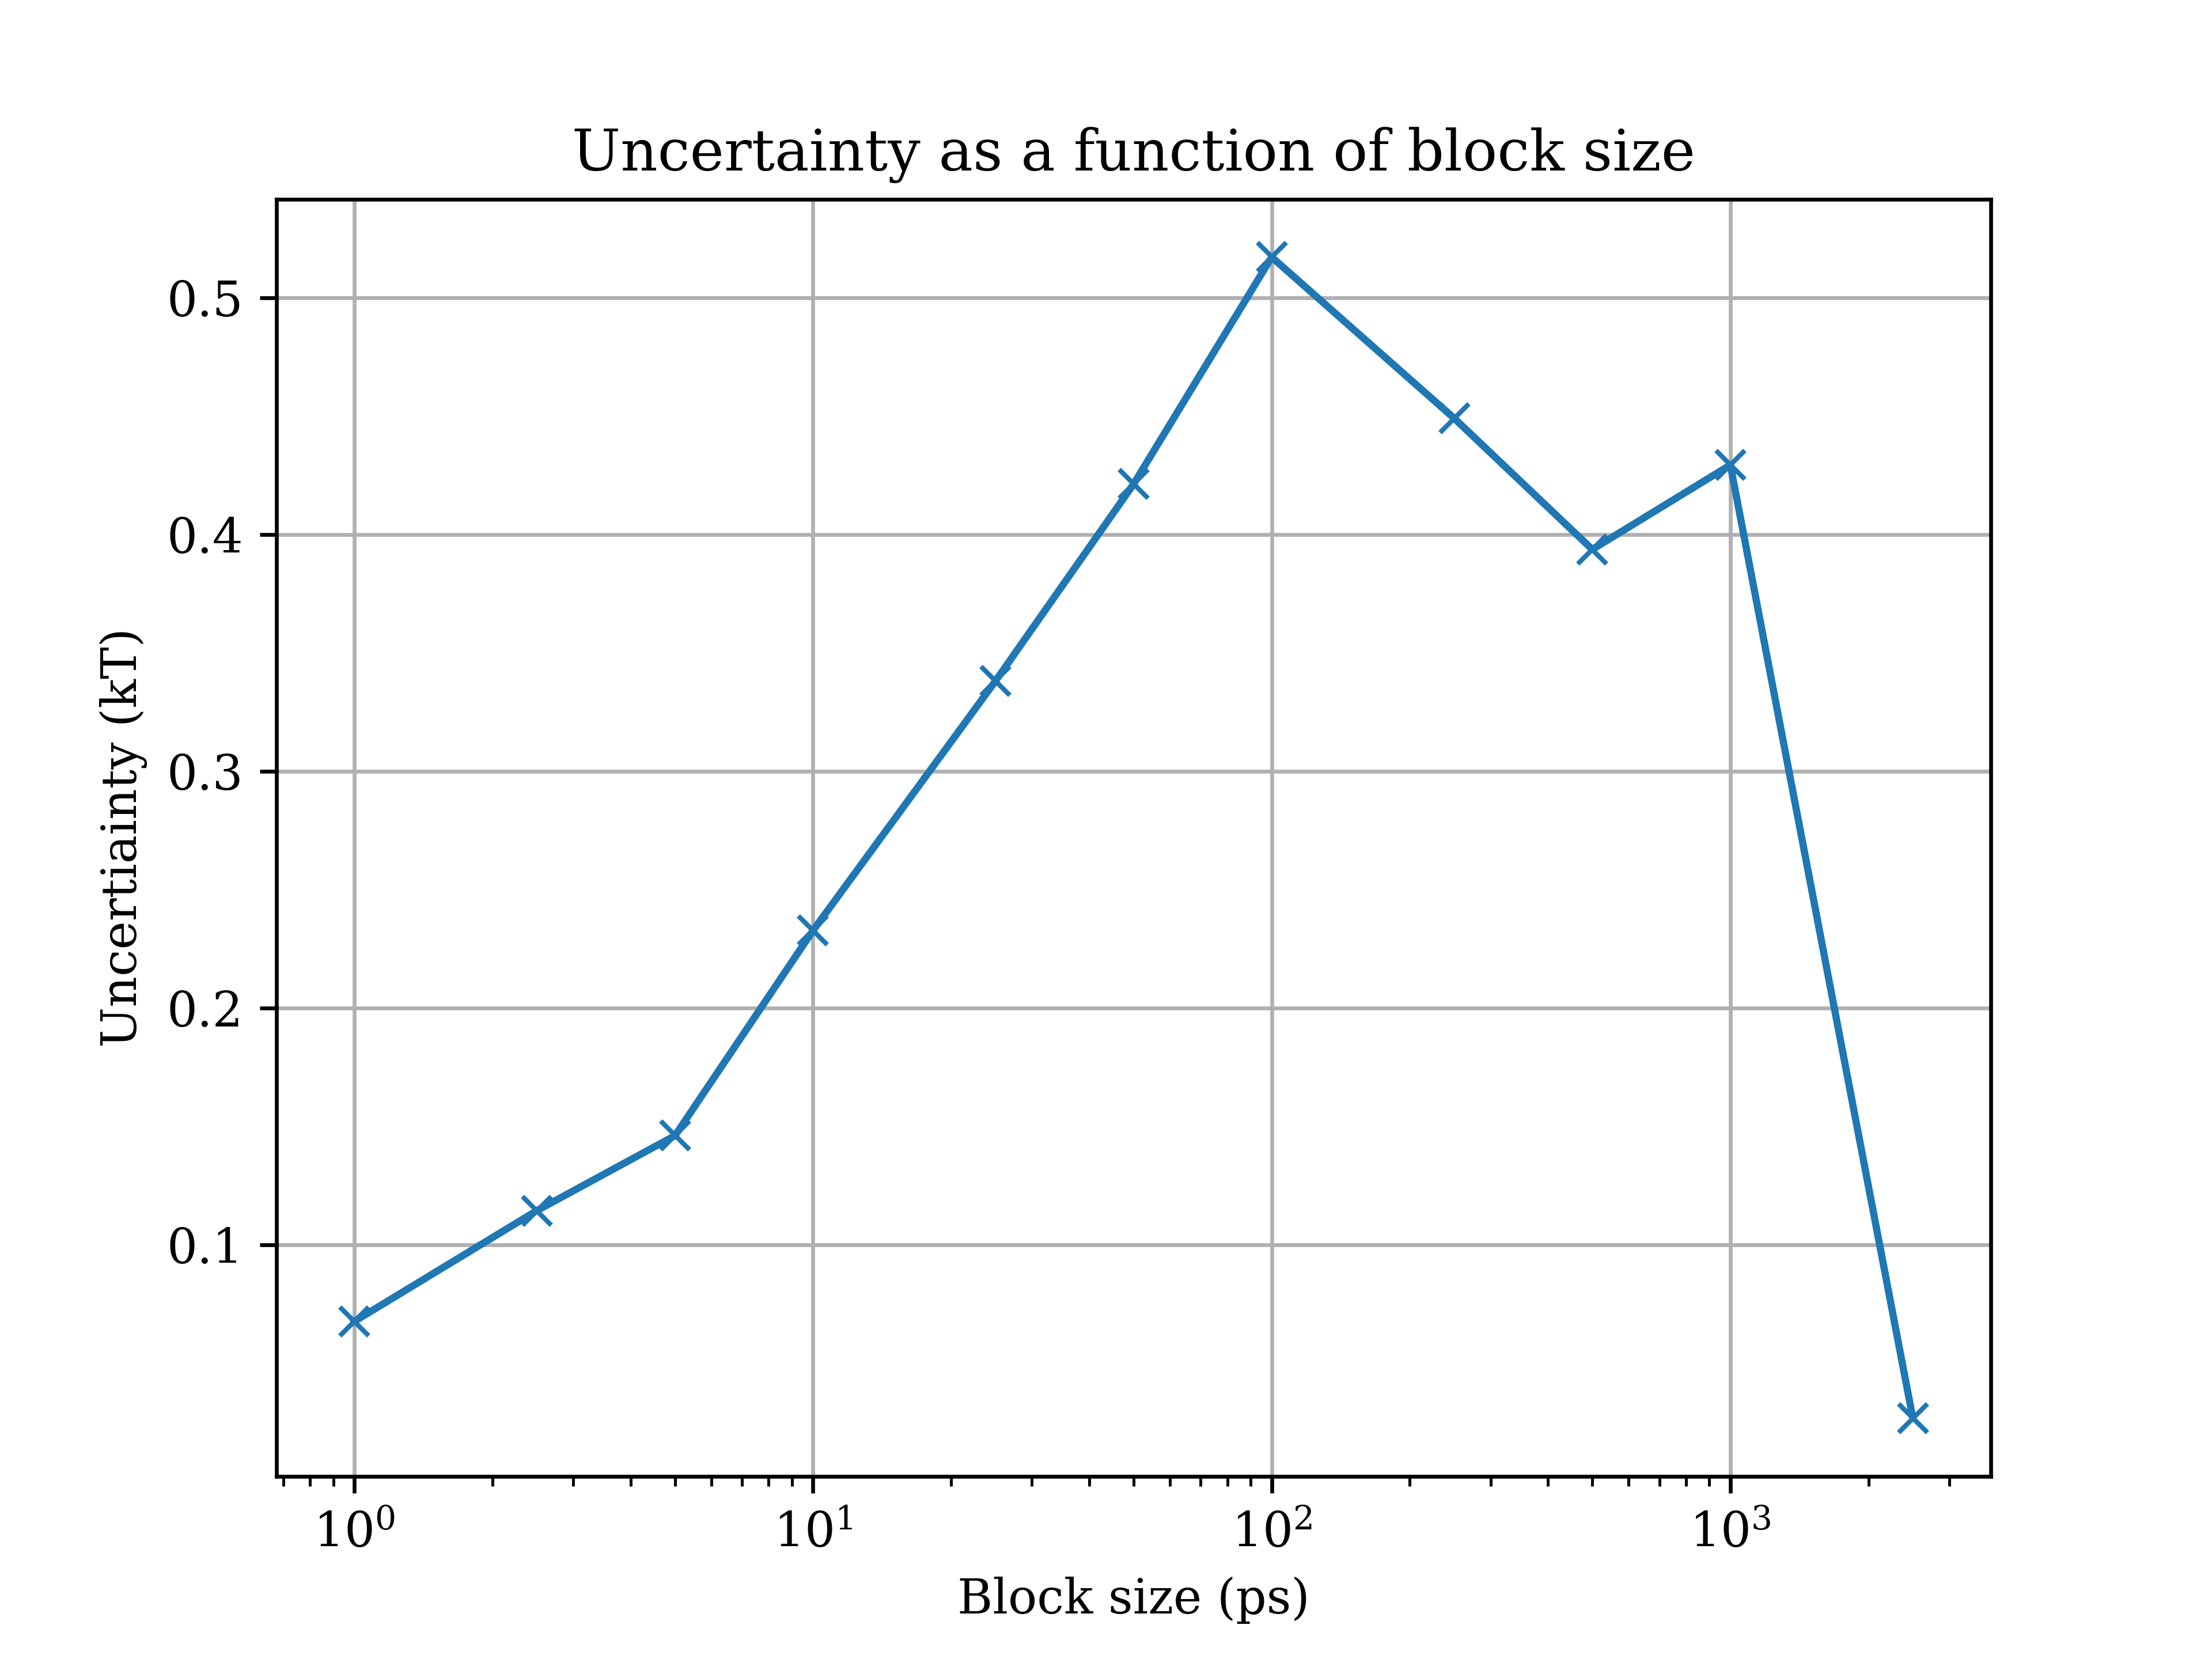 Uncertainty as a function of block size
Uncertiainty (kT)
0.5
0.4
0.3
0.2
0.1
10⁰ 10¹ 10² 10³
Block size (ps)